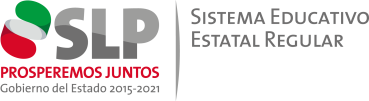 SLP
PROSPEREMOS JUNTOS
Gobierno del Estado 2015-2021
SISTEMA EDUCATIVO
ESTATAL REGULAR